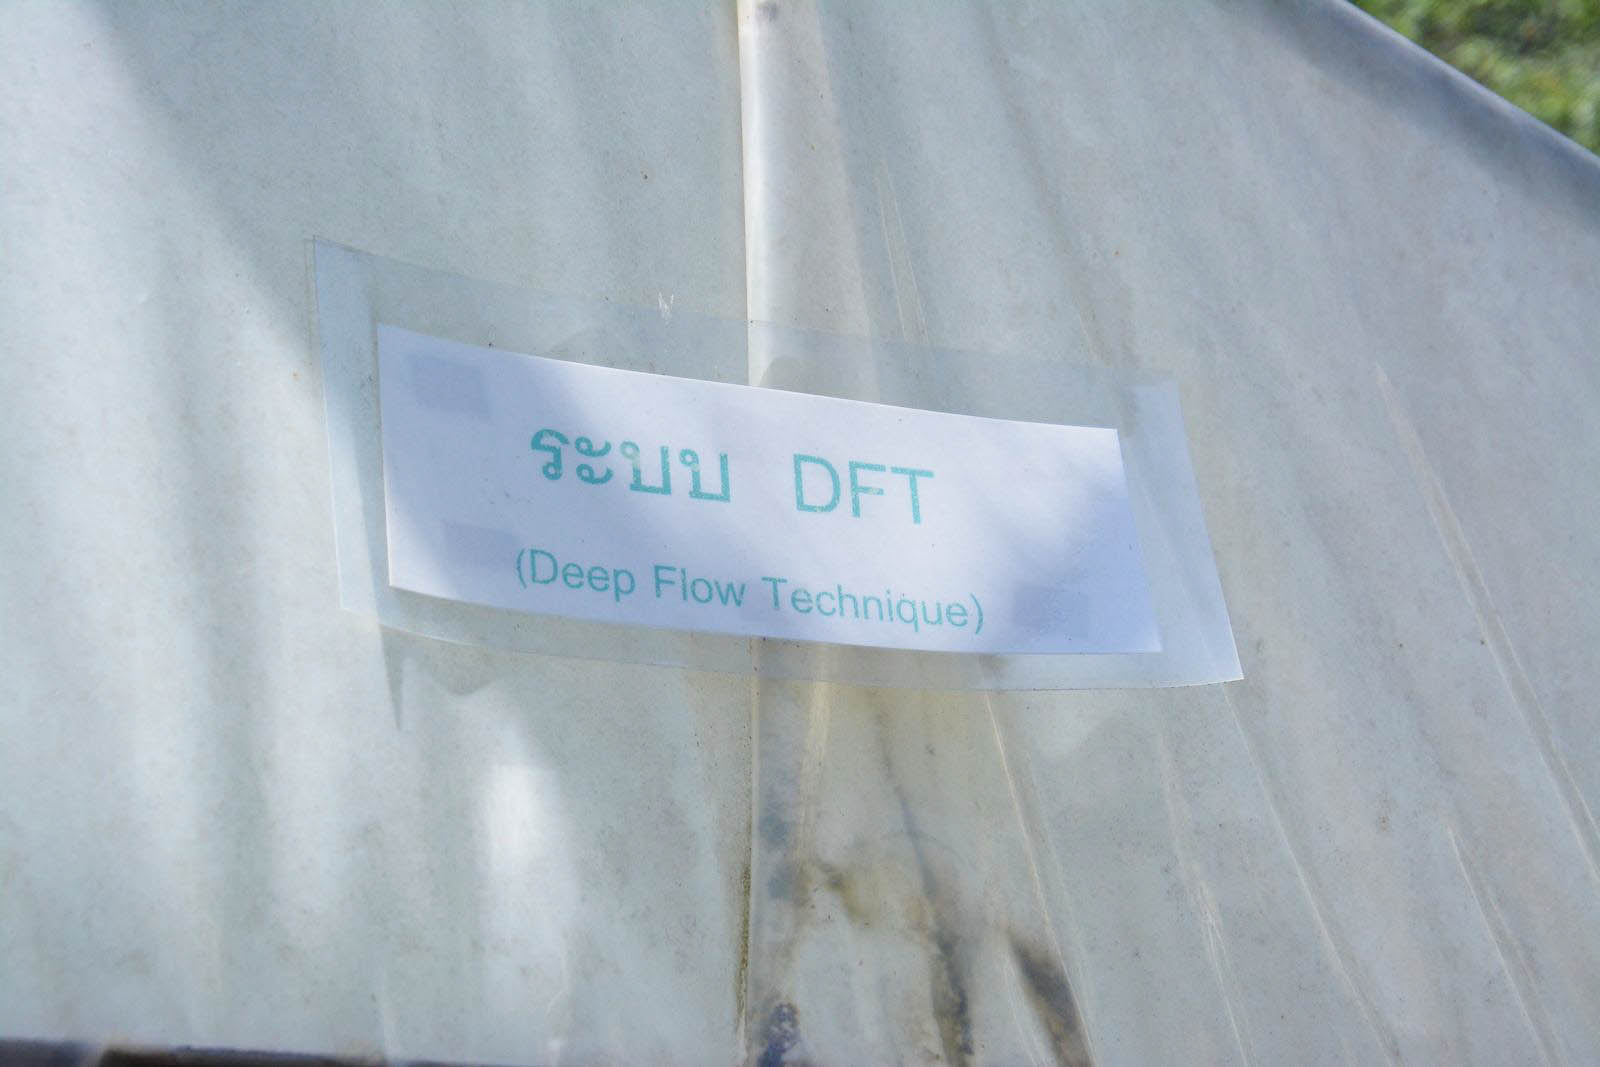 ระบบ DFT
(Deep Flow Technique)